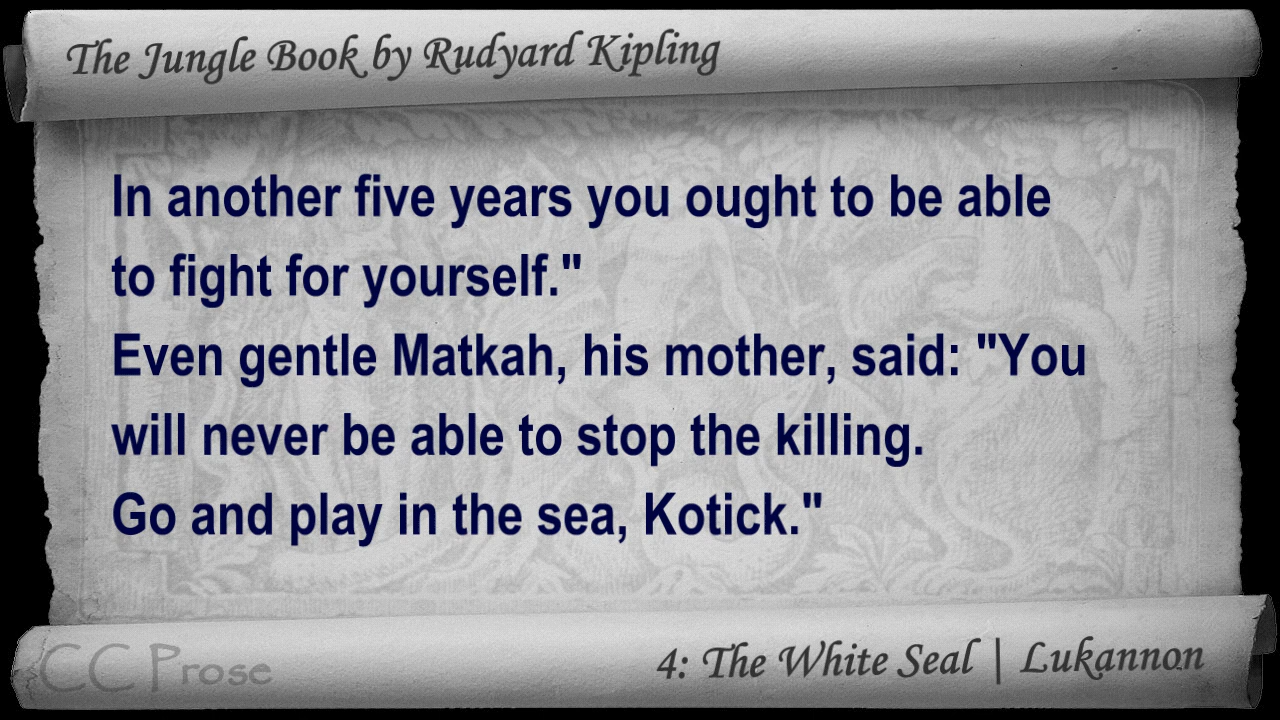 The Jungle Book by Rudyard Kipling
In another five years you ought to be able
to fight for yourself."
Even gentle Matkah, his mother, said: "You
will never be able to stop the killing.
Go and play in the sea, Kotick."
CC Prose
4: The White Seal | Lukannon